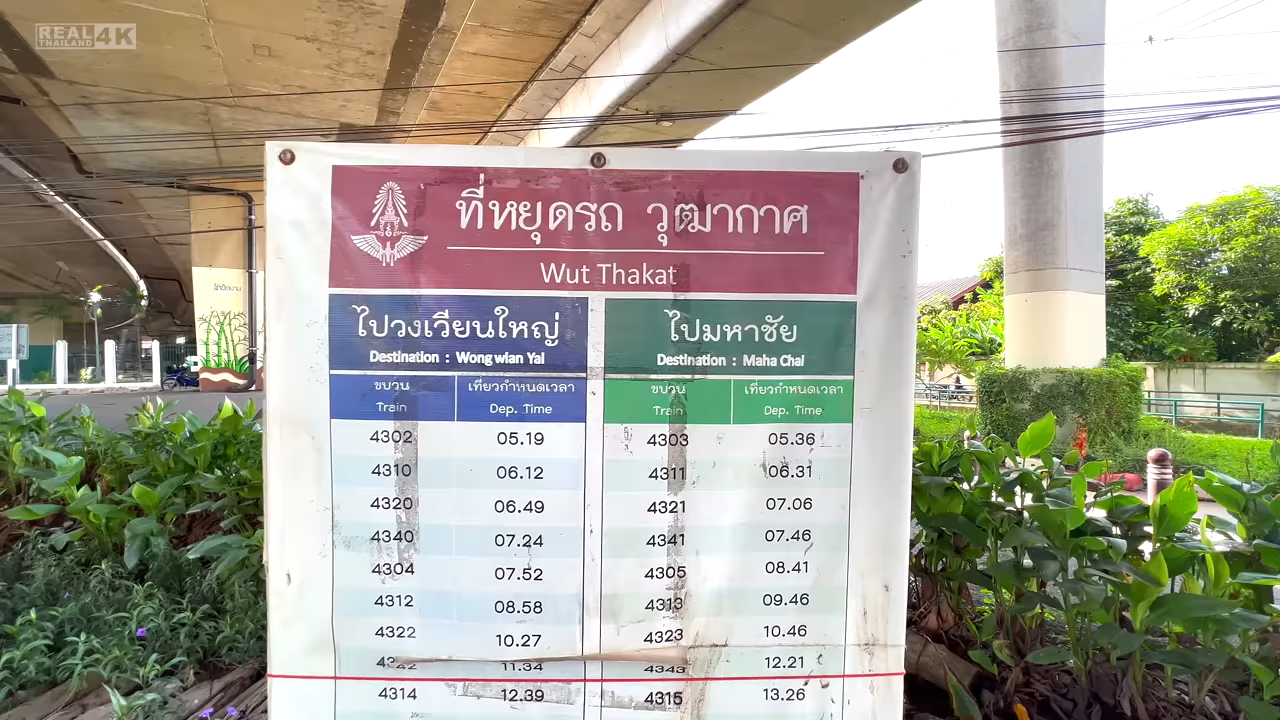 REAL 4K
THAILAND
ที่หยุดรถ วุฒากาศ
Wut Thakat
ไปวงเวียนใหญ่
Destination : Wong wian Yai
ไปมหาชัย
Destination : Maha Chai
ขบวน เที่ยวกำหนดเวลา ขบวน เที่ยวกำหนดเวลา
Train Dep. Time Train Dep. Time
4302 05.19 4303 05.36
4310 06.12 4311 06.31
4320 06.49 4321 07.06
4340 07.24 4341 07.46
4304 07.52 4305 08.41
4312 08.58 4313 09.46
4322 10.27 4323 10.46
11.34 4343 12.21
4314 12.39 4315 13.26